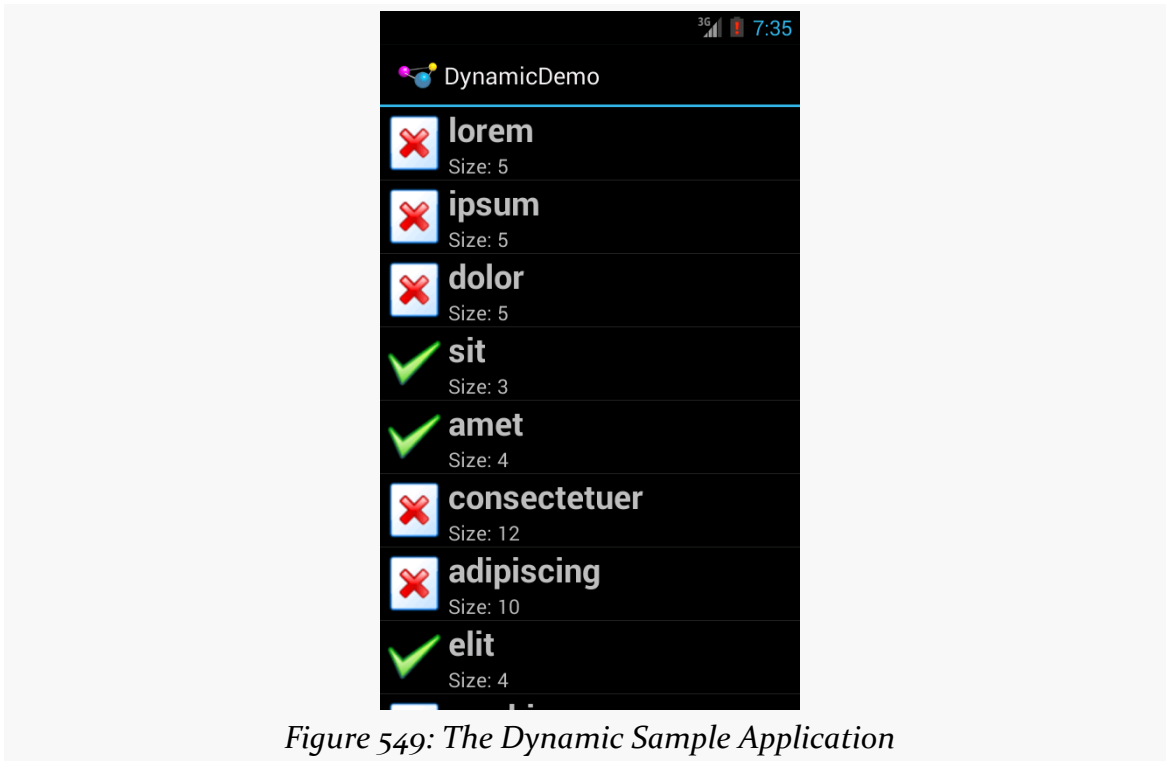 3G 7:35
DynamicDemo
lorem
Size: 5
ipsum
Size: 5
dolor
Size: 5
sit
Size: 3
amet
Size: 4
consectetuer
Size: 12
adipiscing
Size: 10
elit
Size: 4
Figure 549: The Dynamic Sample Application